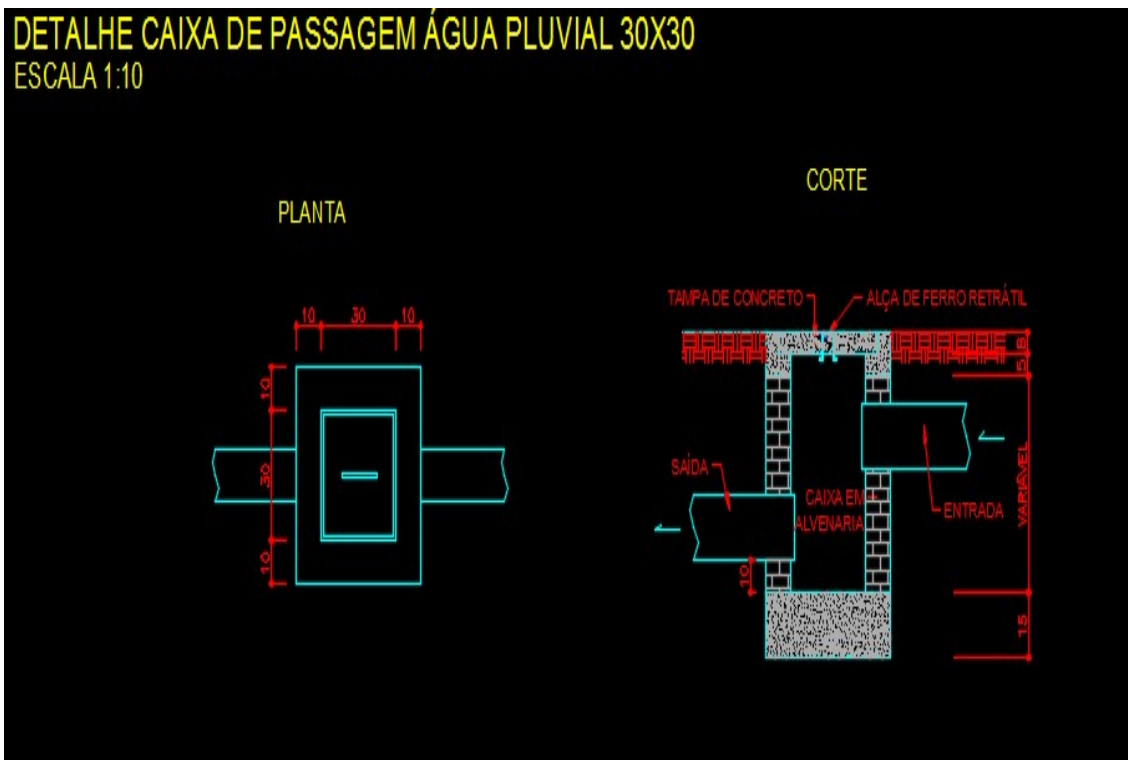 DETALHE CAIXA DE PASSAGEM ÁGUA PLUVIAL 30X30
ESCALA 1:10
PLANTA
CORTE
10
30
10
10
30
10
TAMPA DE CONCRETO
ALÇA DE FERRO RETRÁTIL
5
SAÍDA
CAIXA EM
ALVENARIA
ENTRADA
VARIÁVEL
10
15